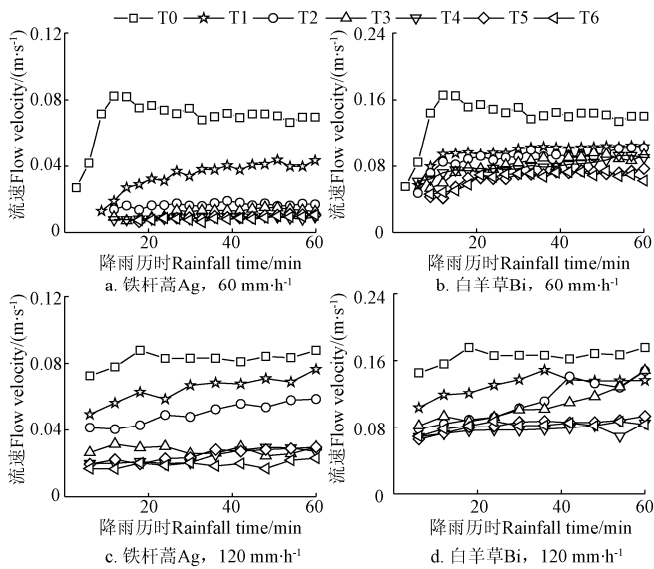 T0 T1 T2 T3 T4 T5 T6
流速Flow velocity/(m·s⁻¹)
0.12
0.08
0.04
0
20 40 60
降雨历时Rainfall time/min
a. 铁杆蒿Ag，60 mm·h⁻¹
流速Flow velocity/(m·s⁻¹)
0.24
0.16
0.08
0
20 40 60
降雨历时Rainfall time/min
b. 白羊草Bi，60 mm·h⁻¹
流速Flow velocity/(m·s⁻¹)
0.12
0.08
0.04
0
20 40 60
降雨历时Rainfall time/min
c. 铁杆蒿Ag，120 mm·h⁻¹
流速Flow velocity/(m·s⁻¹)
0.24
0.16
0.08
0
20 40 60
降雨历时Rainfall time/min
d. 白羊草Bi，120 mm·h⁻¹